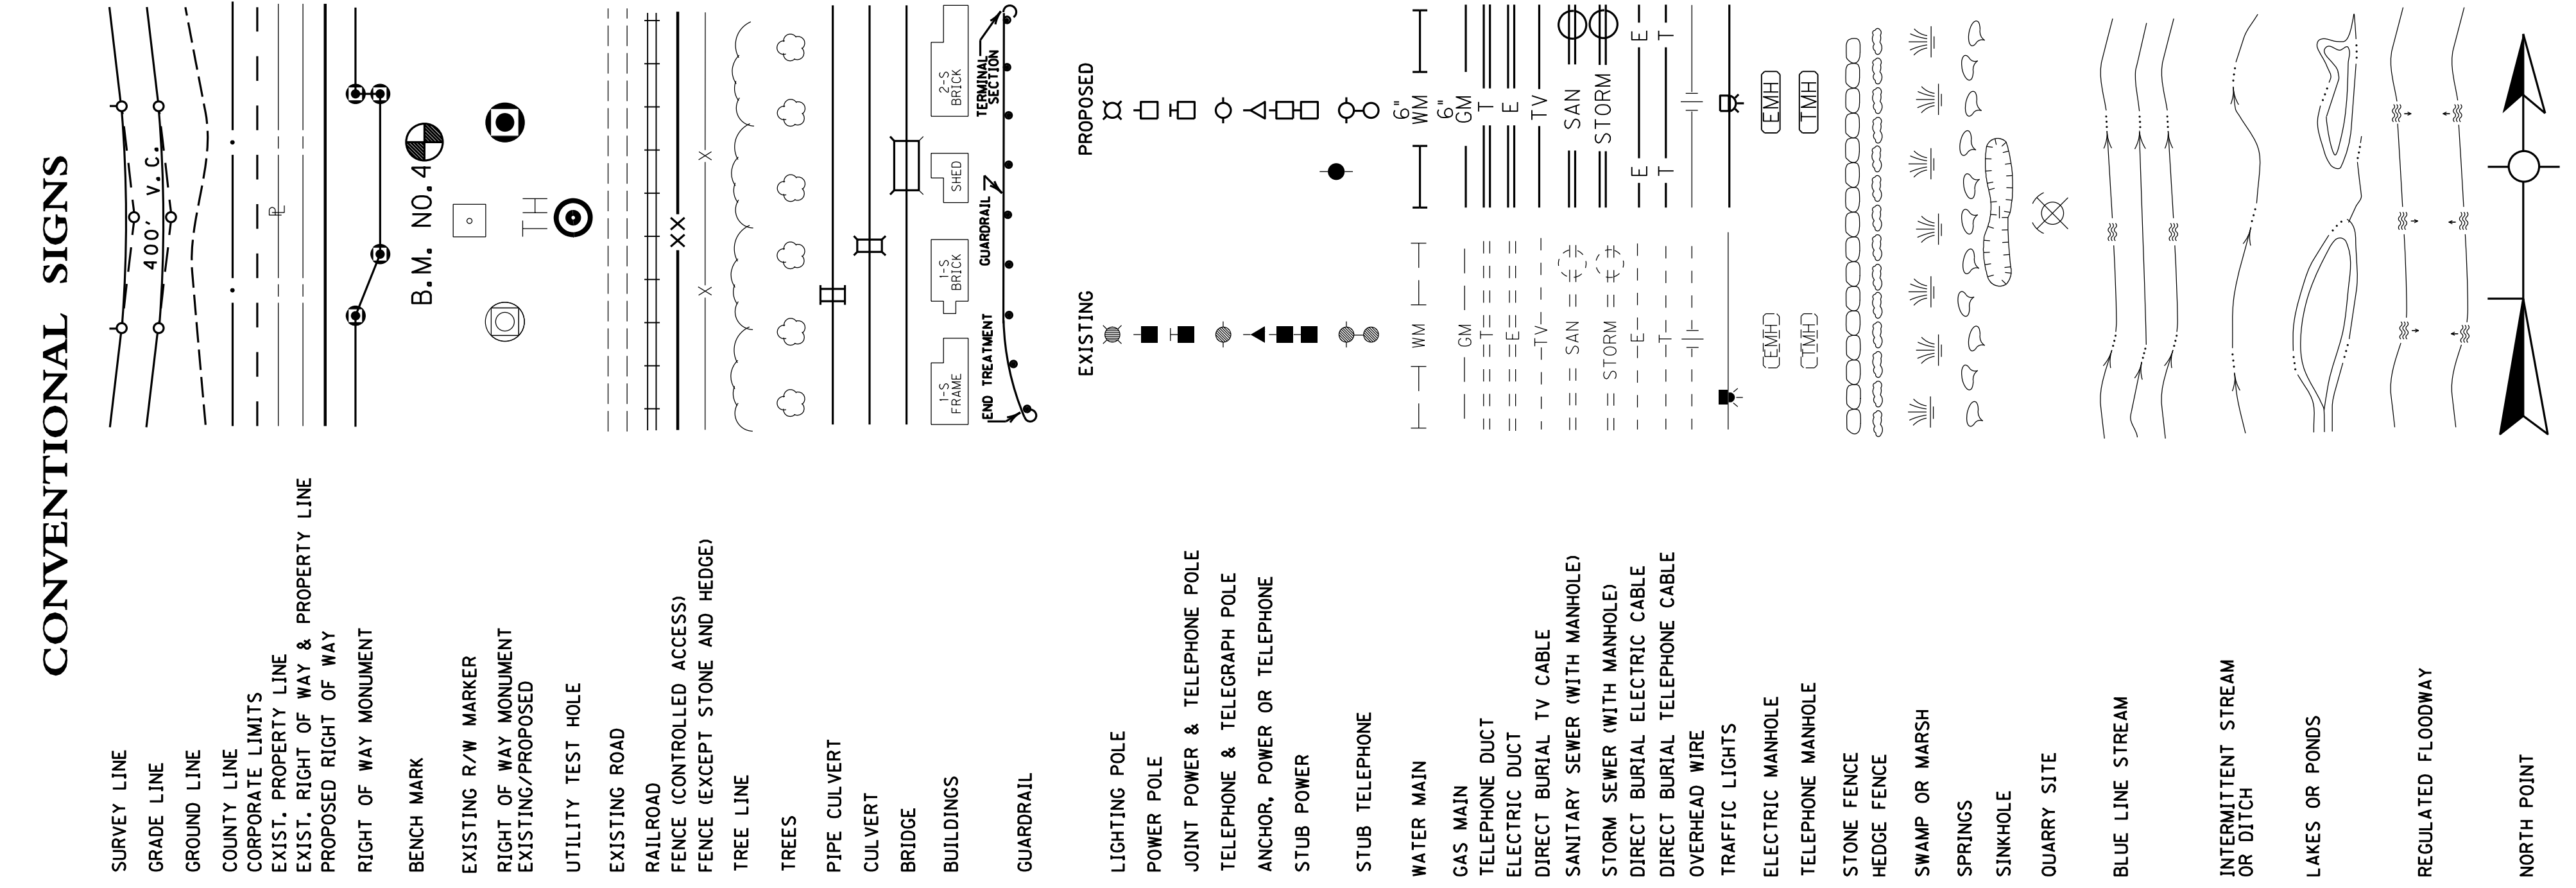 CONVENTIONAL SIGNS
SURVEY LINE
GRADE LINE 400' V.C.
GROUND LINE
COUNTY LINE
CORPORATE LIMITS
EXIST. PROPERTY LINE PL
EXIST. RIGHT OF WAY & PROPERTY LINE
PROPOSED RIGHT OF WAY
RIGHT OF WAY MONUMENT
BENCH MARK B.M. NO. 4
EXISTING R/W MARKER
RIGHT OF WAY MONUMENT
EXISTING/PROPOSED
UTILITY TEST HOLE TH
EXISTING ROAD
RAILROAD
FENCE (CONTROLLED ACCESS) XX
FENCE (EXCEPT STONE AND HEDGE) X X
TREE LINE
TREES
PIPE CULVERT
CULVERT
BRIDGE
BUILDINGS 1-S FRAME 1-S BRICK SHED 2-S BRICK
GUARDRAIL END TREATMENT GUARDRAIL TERMINAL SECTION
EXISTING PROPOSED
LIGHTING POLE
POWER POLE
JOINT POWER & TELEPHONE POLE
TELEPHONE & TELEGRAPH POLE
ANCHOR, POWER OR TELEPHONE
STUB POWER
STUB TELEPHONE
WATER MAIN WM 6" WM
GAS MAIN GM 6" GM
TELEPHONE DUCT T T
ELECTRIC DUCT E E
DIRECT BURIAL TV CABLE TV TV
SANITARY SEWER (WITH MANHOLE) SAN SAN
STORM SEWER (WITH MANHOLE) STORM STORM
DIRECT BURIAL ELECTRIC CABLE E E E
DIRECT BURIAL TELEPHONE CABLE T T T
OVERHEAD WIRE
TRAFFIC LIGHTS
ELECTRIC MANHOLE EMH EMH
TELEPHONE MANHOLE TMH TMH
STONE FENCE
HEDGE FENCE
SWAMP OR MARSH
SPRINGS
SINKHOLE
QUARRY SITE
BLUE LINE STREAM
INTERMITTENT STREAM
OR DITCH
LAKES OR PONDS
REGULATED FLOODWAY
NORTH POINT